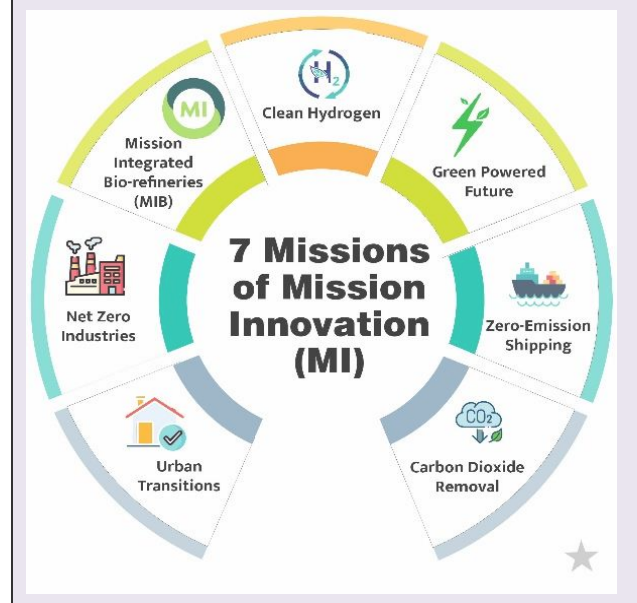 Clean Hydrogen
MI
Mission
Integrated
Bio-refineries
(MIB)
Green Powered
Future
Net Zero
Industries
7 Missions
of Mission
Innovation
(MI)
Zero-Emission
Shipping
Urban
Transitions
CO₂
Carbon Dioxide
Removal
H₂